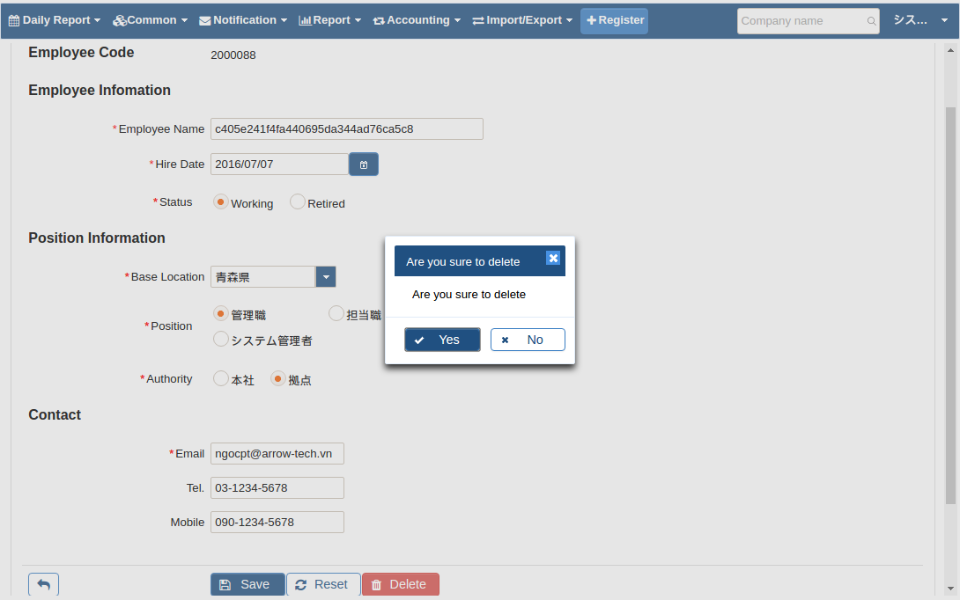 Daily Report Common Notification Report Accounting Import/Export Register Company name シス...
Employee Code 2000088
Employee Infomation
*Employee Name c405e241f4fa440695da344ad76ca5c8
*Hire Date 2016/07/07
*Status Working Retired
Position Information
*Base Location 青森県
*Position 管理職 担当職
システム管理者
*Authority 本社 拠点
Contact
*Email ngocpt@arrow-tech.vn
Tel. 03-1234-5678
Mobile 090-1234-5678
Save Reset Delete
Are you sure to delete
Are you sure to delete
Yes No